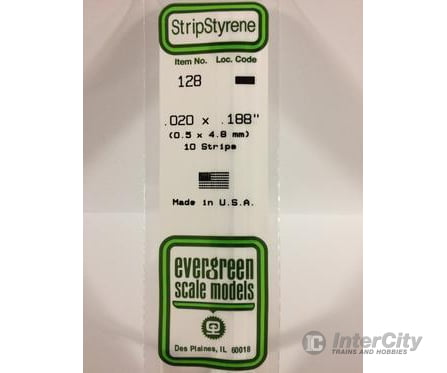 StripStyrene
Item No. Loc. Code
128
.020 x .188"
(0.5 x 4.8 mm)
10 Strips
Made in U.S.A.
evergreen
scale models
Des Plaines, IL 60018
IC InterCity
TRAINS AND HOBBIES